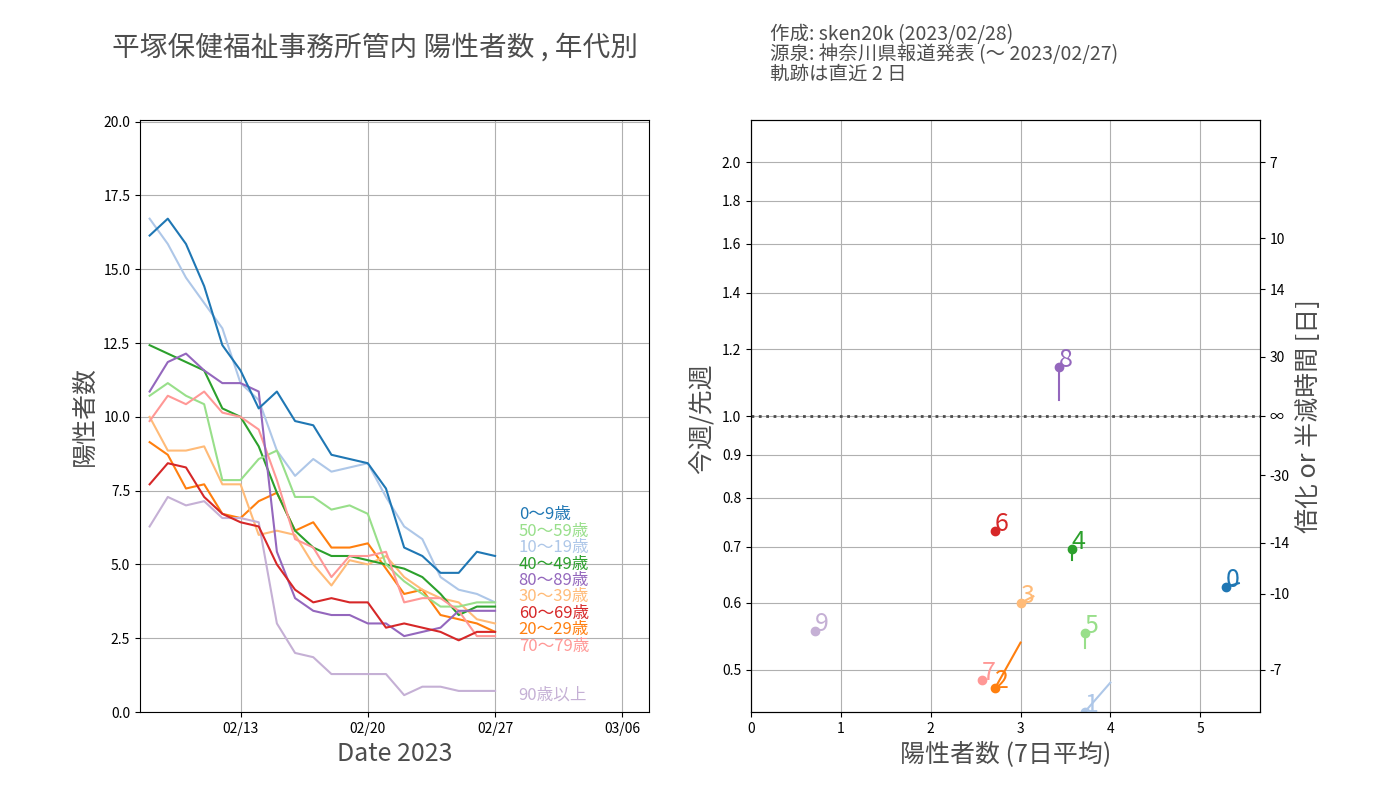 平塚保健福祉事務所管内 陽性者数 , 年代別
作成: sken20k (2023/02/28)
源泉: 神奈川県報道発表 (〜 2023/02/27)
軌跡は直近 2 日
陽性者数
20.0
17.5
15.0
12.5
10.0
7.5
5.0
2.5
0.0
0〜9歳
50〜59歳
10〜19歳
40〜49歳
80〜89歳
30〜39歳
60〜69歳
20〜29歳
70〜79歳
90歳以上
02/13
02/20
02/27
03/06
Date 2023
今週/先週
2.0
1.8
1.6
1.4
1.2
1.0
0.9
0.8
0.7
0.6
0.5
8
6
4
0
3
9
5
7
2
1
0
1
2
3
4
5
陽性者数 (7日平均)
7
10
14
30
∞
-30
-14
-10
-7
倍化 or 半減時間 [日]